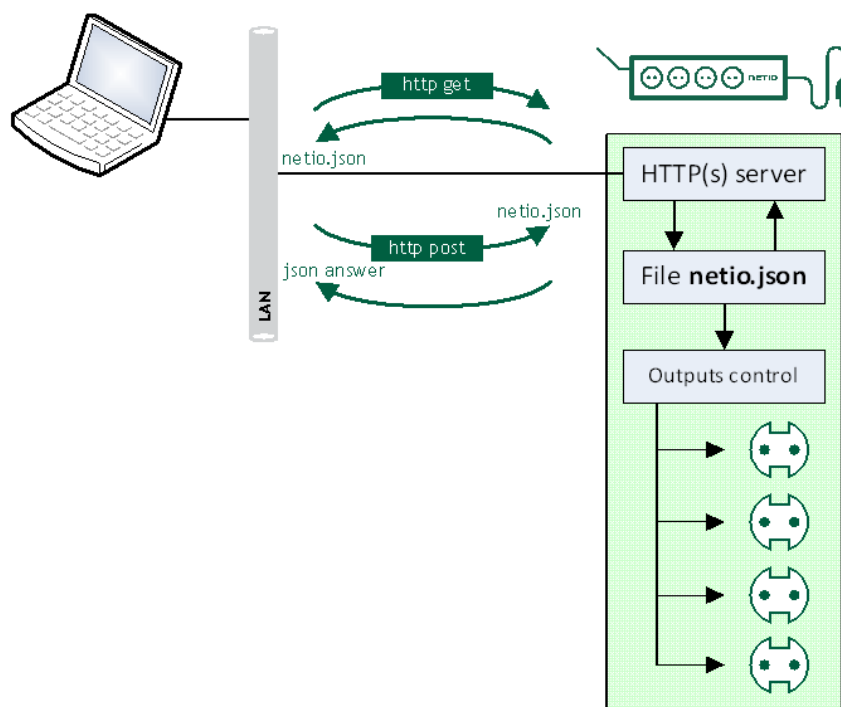 http get
NETIO
netio.json
HTTP(s) server
netio.json
http post
json answer
File netio.json
LAN
Outputs control